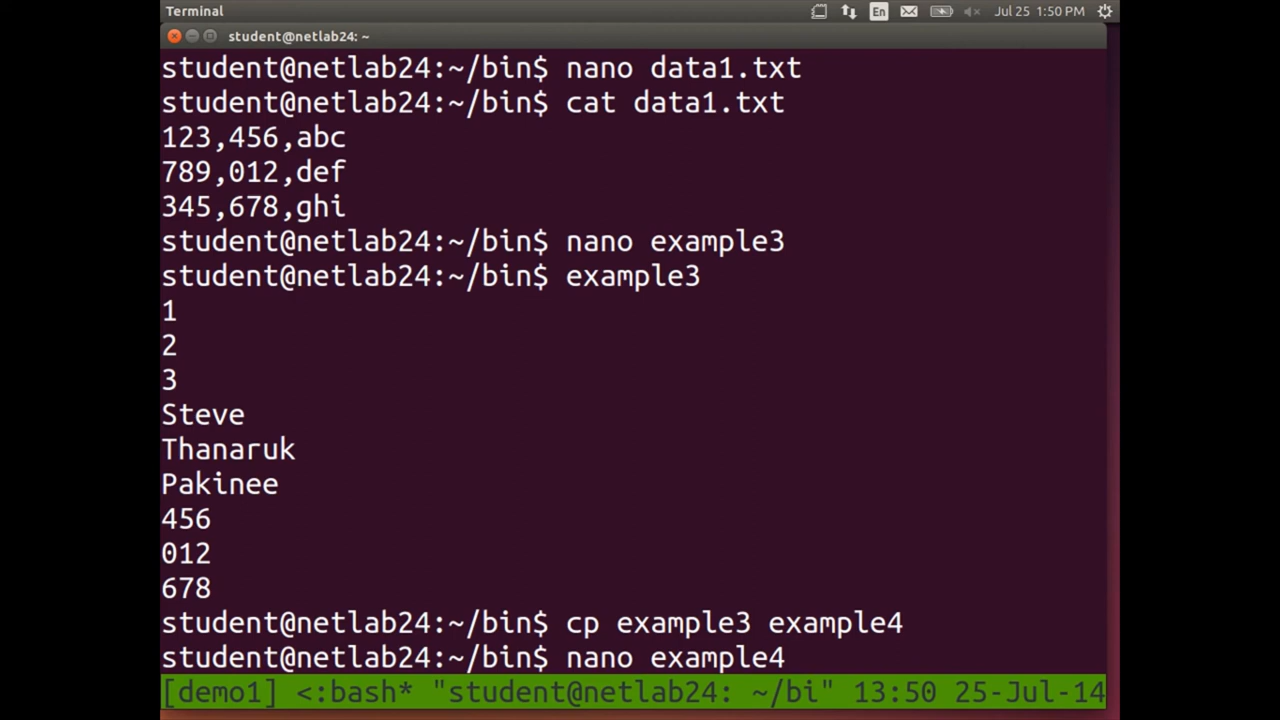 Terminal En Jul 25 1:50 PM
student@netlab24: ~
student@netlab24:~/bin$ nano data1.txt
student@netlab24:~/bin$ cat data1.txt
123,456,abc
789,012,def
345,678,ghi
student@netlab24:~/bin$ nano example3
student@netlab24:~/bin$ example3
1
2
3
Steve
Thanaruk
Pakinee
456
012
678
student@netlab24:~/bin$ cp example3 example4
student@netlab24:~/bin$ nano example4
[demo1] <:bash* "student@netlab24: ~/bi" 13:50 25-Jul-14